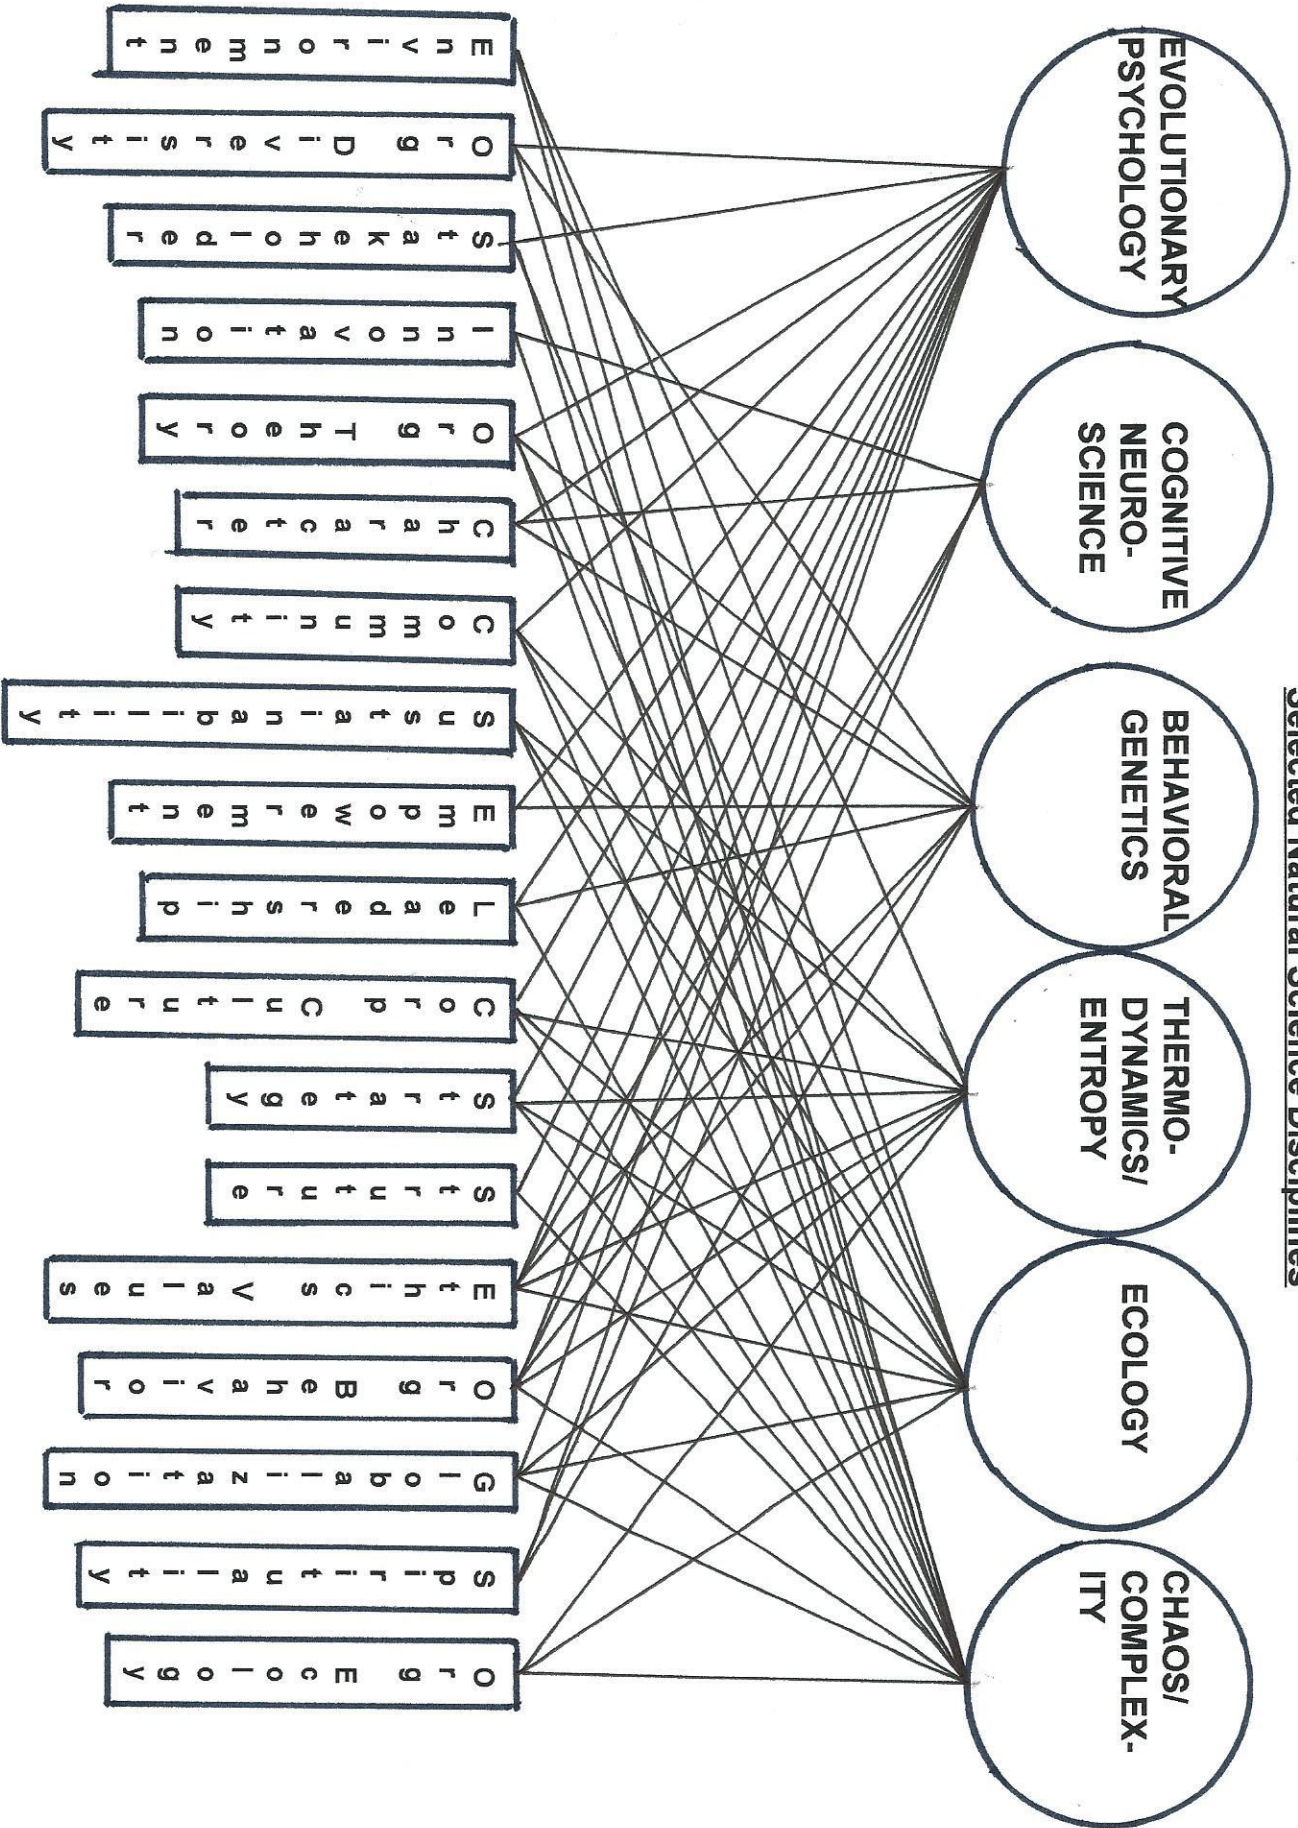 Selected Natural Science Disciplines
EVOLUTIONARY
PSYCHOLOGY
COGNITIVE
NEURO-
SCIENCE
BEHAVIORAL
GENETICS
THERMO-
DYNAMICS/
ENTROPY
ECOLOGY
CHAOS/
COMPLEX-
ITY
Environment
Org Diversity
Stakeholder
Innovation
Org Theory
Character
Community
Sustainability
Empowerment
Leadership
Corp Culture
Strategy
Struture
Ethics Values
Org Behavior
Globalization
Spirituality
Org Ecology